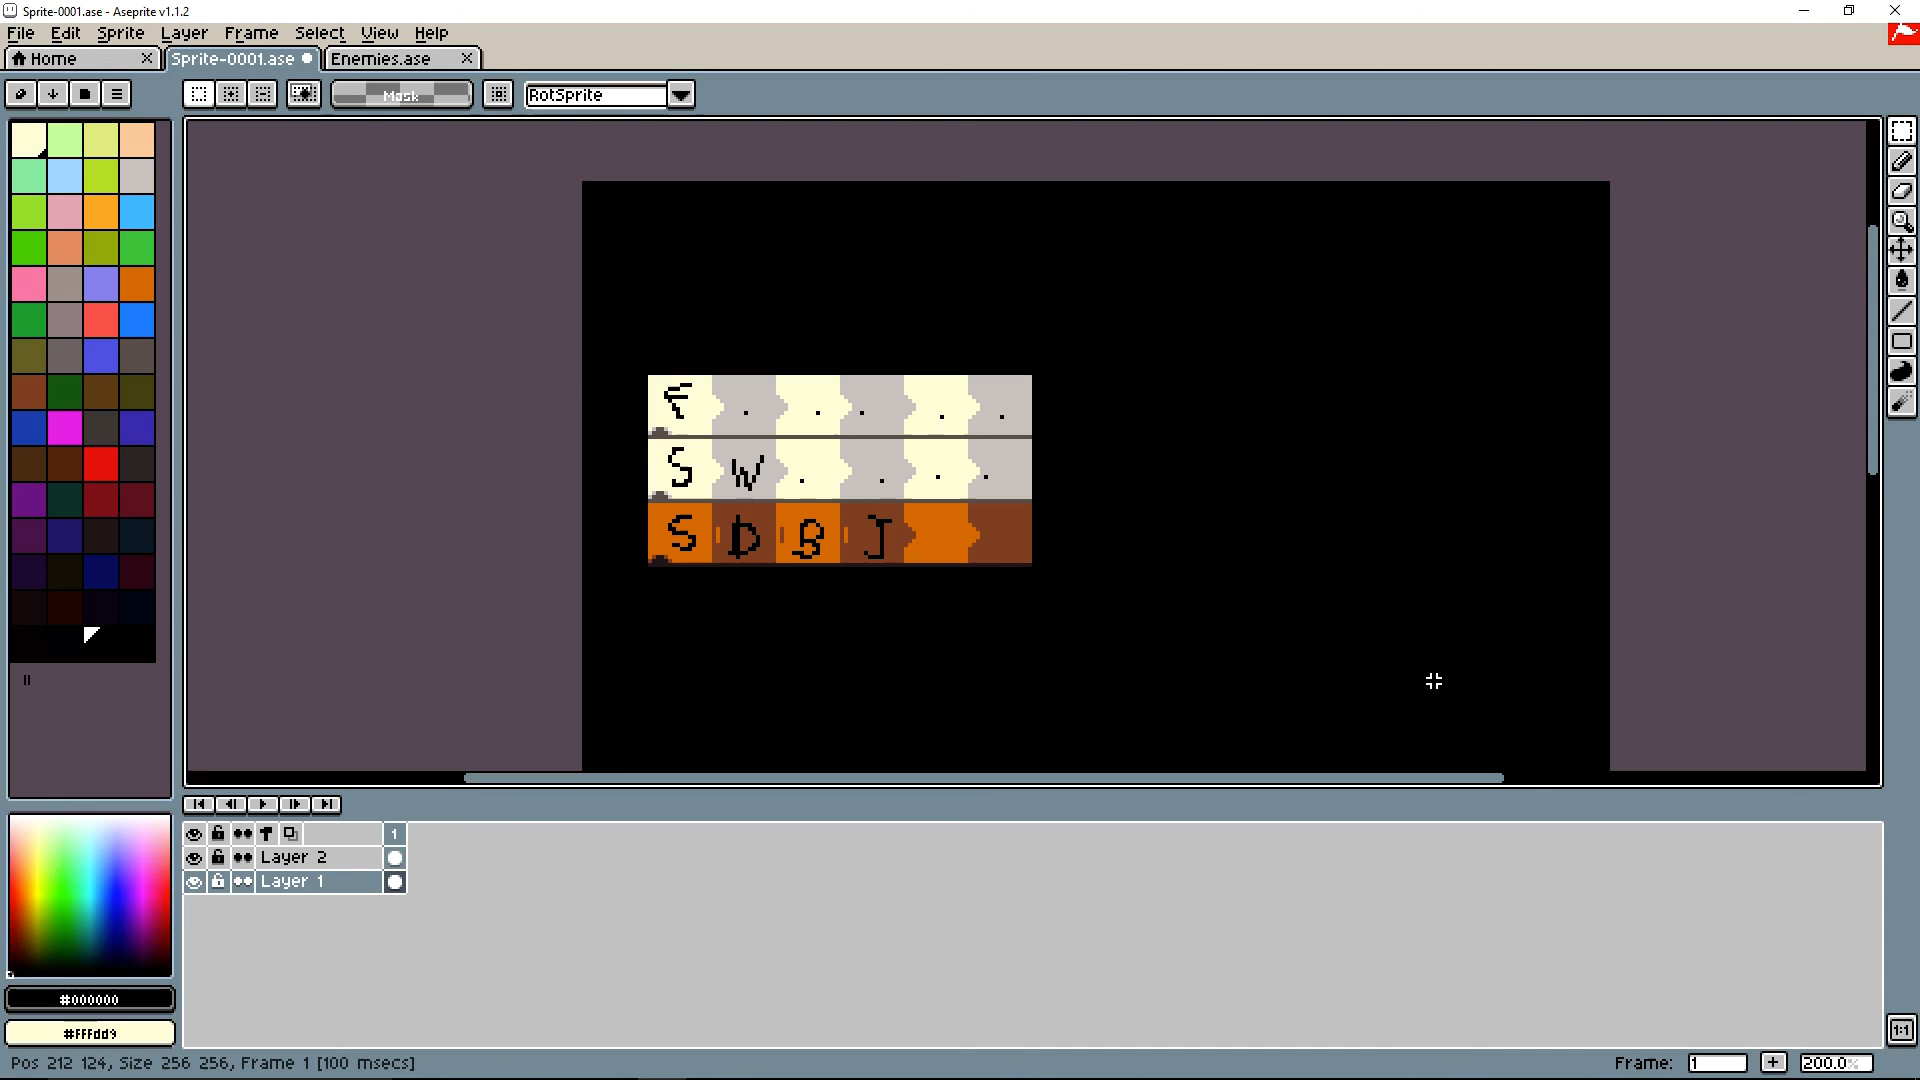 Sprite-0001.ase - Aseprite v1.1.2
File Edit Sprite Layer Frame Select View Help
Home Sprite-0001.ase Enemies.ase
Mask RotSprite
F . . . . .
S W . . . .
S D B J
1
Layer 2
Layer 1
#000000
#FFFdd9
1:1
Pos 212 124, Size 256 256, Frame 1 [100 msecs] Frame: 1 + 200.0%